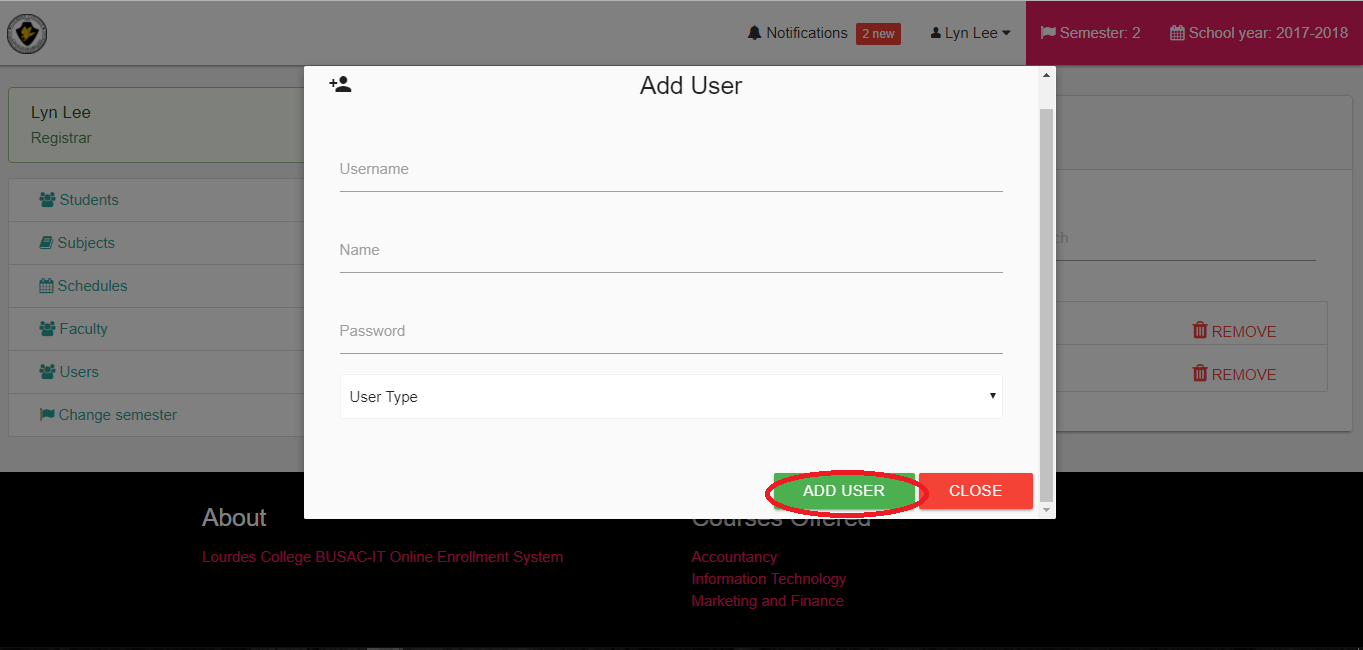 Notifications 2 new Lyn Lee Semester: 2 School year: 2017-2018
Lyn Lee
Registrar
Students
Subjects
Schedules
Faculty
Users
Change semester
Add User
Username
Name
Password
User Type
ADD USER CLOSE
ch
REMOVE
REMOVE
About
Lourdes College BUSAC-IT Online Enrollment System
Courses Offered
Accountancy
Information Technology
Marketing and Finance